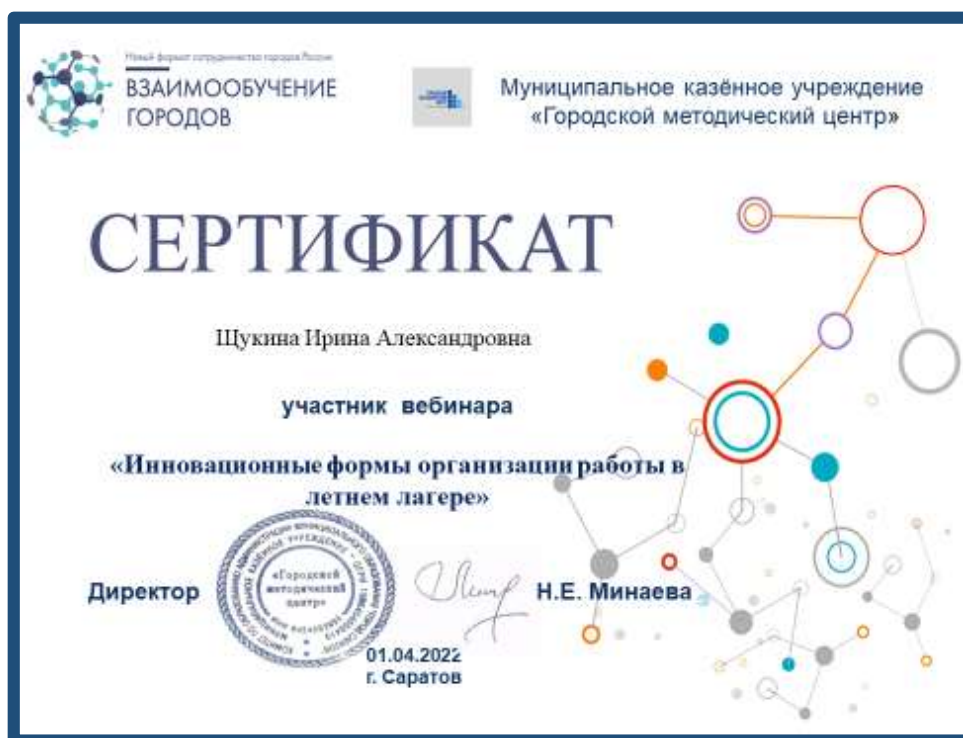 Новый формат сотрудничества городов России
ВЗАИМООБУЧЕНИЕ
ГОРОДОВ
Муниципальное казённое учреждение
«Городской методический центр»
СЕРТИФИКАТ
Щукина Ирина Александровна
участник вебинара
«Инновационные формы организации работы в
летнем лагере»
Директор
«Городской
методический
центр»
Н.Е. Минаева
01.04.2022
г. Саратов